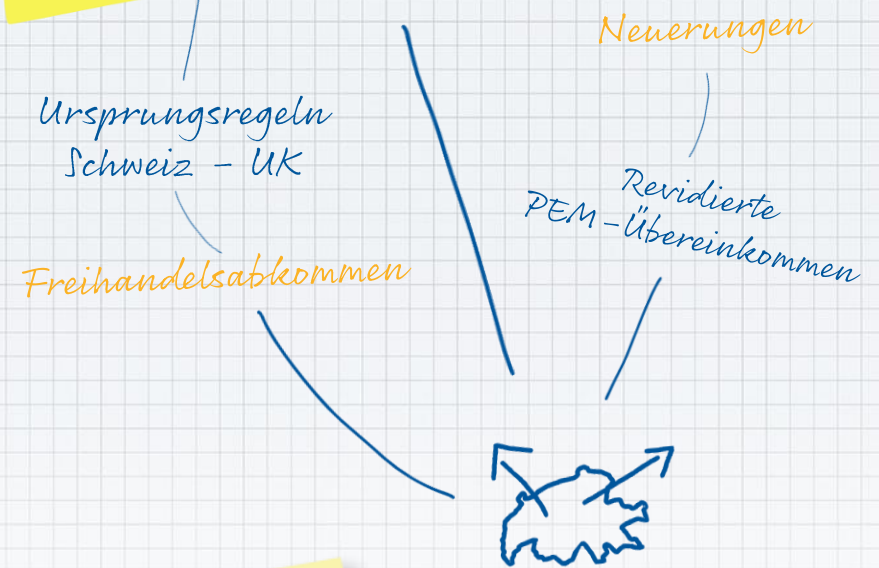 Neuerungen
Ursprungsregeln
Schweiz – UK
Revidierte
PEM–Übereinkommen
Freihandelsabkommen